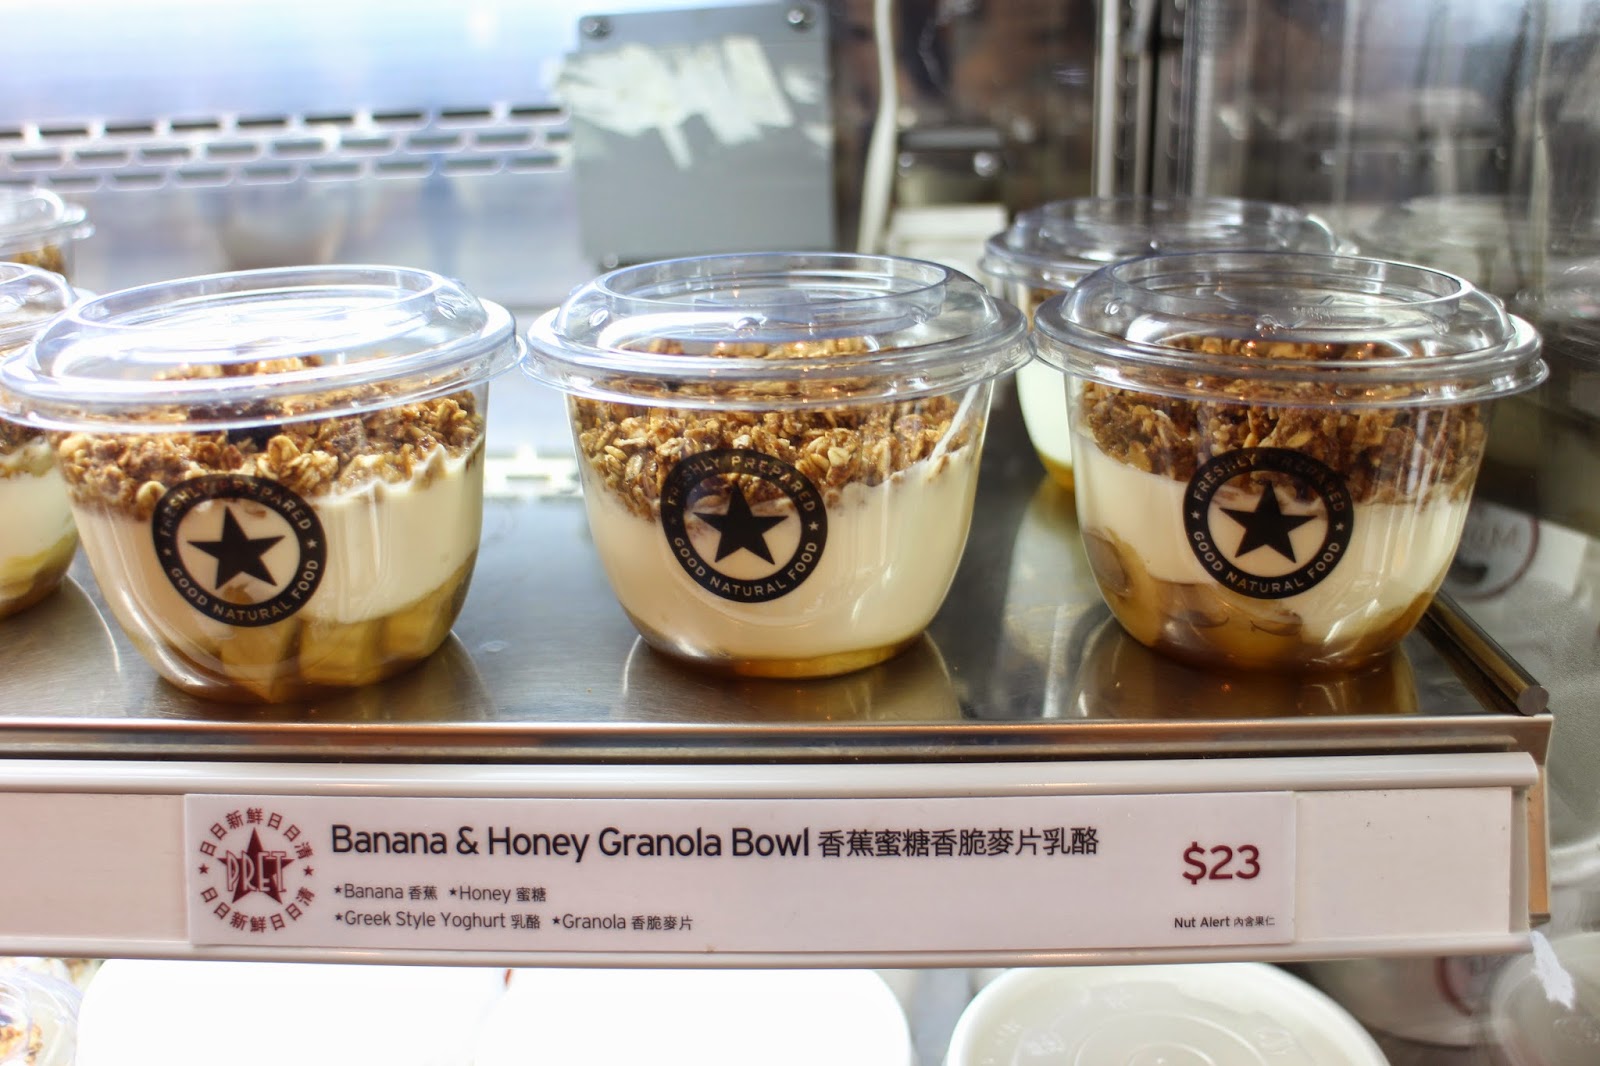 FRESHLY PREPARED
★ GOOD NATURAL FOOD ★
FRESHLY PREPARED
★ GOOD NATURAL FOOD ★
FRESHLY PREPARED
★ GOOD NATURAL FOOD ★
日日新鮮日日清
PRET
日日新鮮日日清
Banana & Honey Granola Bowl 香蕉蜜糖香脆麥片乳酪
★Banana 香蕉 ★Honey 蜜糖
★Greek Style Yoghurt 乳酪 ★Granola 香脆麥片
$23
Nut Alert 內含果仁